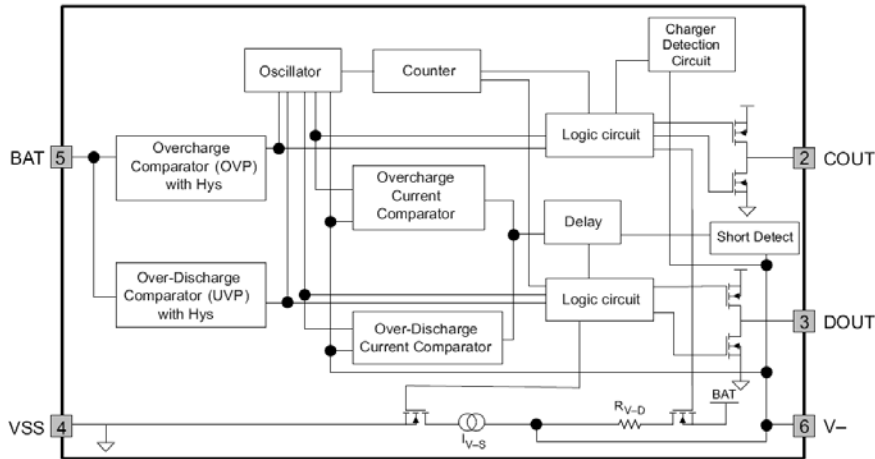 Charger
Detection
Circuit
Oscillator
Counter
BAT
5
Overcharge
Comparator (OVP)
with Hys
Logic circuit
2
COUT
Overcharge
Current
Comparator
Delay
Short Detect
Over-Discharge
Comparator (UVP)
with Hys
Logic circuit
Over-Discharge
Current Comparator
3
DOUT
VSS
4
IV–S
RV–D
BAT
6
V–